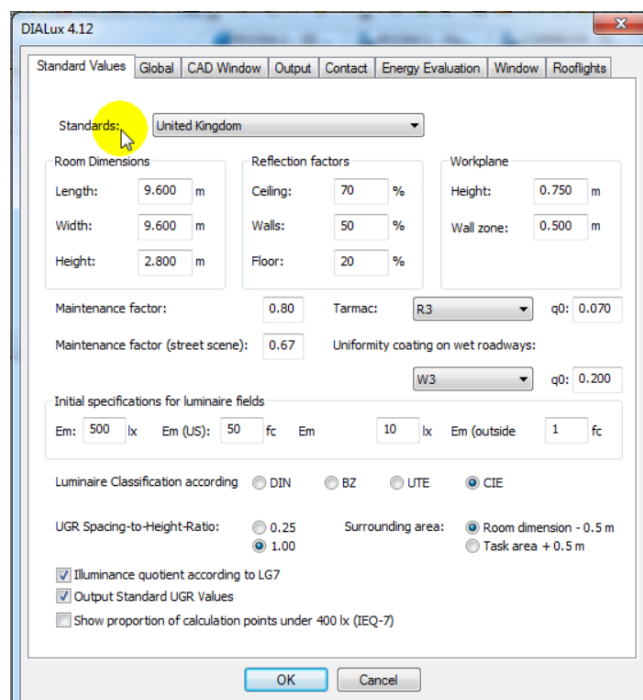 DIALux 4.12
Standard Values Global CAD Window Output Contact Energy Evaluation Window Rooflights
Standards: United Kingdom
Room Dimensions Reflection factors Workplane
Length: 9.600 m Ceiling: 70 % Height: 0.750 m
Width: 9.600 m Walls: 50 % Wall zone: 0.500 m
Height: 2.800 m Floor: 20 %
Maintenance factor: 0.80 Tarmac: R3 q0: 0.070
Maintenance factor (street scene): 0.67 Uniformity coating on wet roadways:
W3 q0: 0.200
Initial specifications for luminaire fields
Em: 500 lx Em (US): 50 fc Em 10 lx Em (outside 1 fc
Luminaire Classification according DIN BZ UTE CIE
UGR Spacing-to-Height-Ratio: 0.25 Surrounding area: Room dimension - 0.5 m
1.00 Task area + 0.5 m
Illuminance quotient according to LG7
Output Standard UGR Values
Show proportion of calculation points under 400 lx (IEQ-7)
OK Cancel